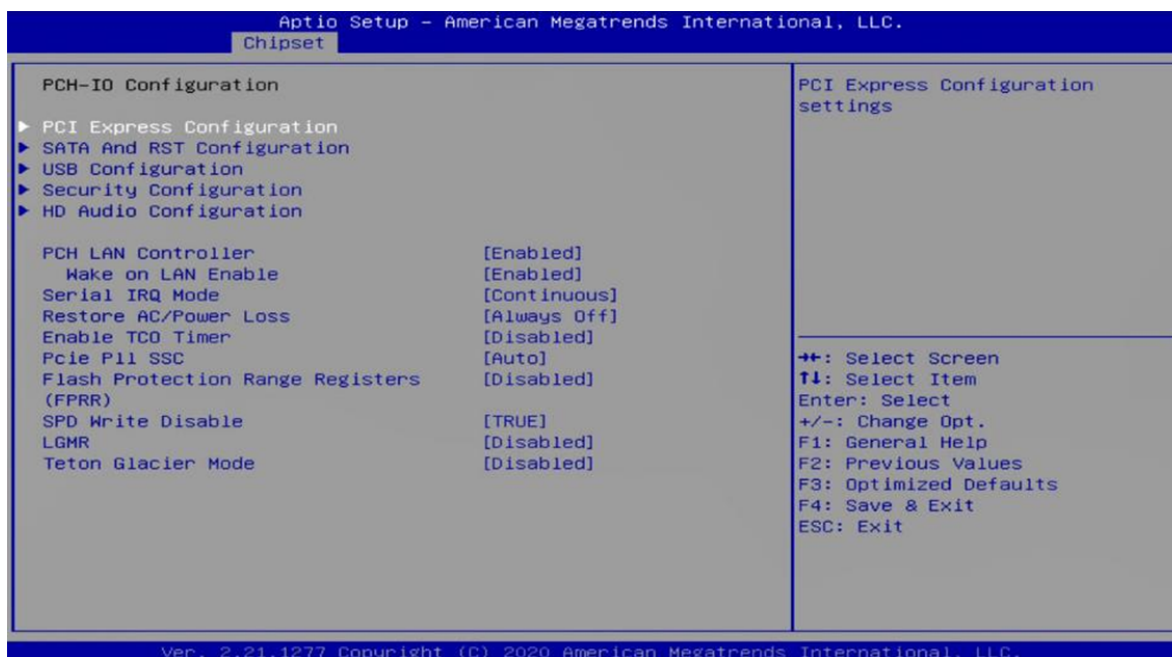 Aptio Setup – American Megatrends International, LLC.
Chipset
PCH-IO Configuration
▶ PCI Express Configuration
▶ SATA And RST Configuration
▶ USB Configuration
▶ Security Configuration
▶ HD Audio Configuration
PCH LAN Controller [Enabled]
Wake on LAN Enable [Enabled]
Serial IRQ Mode [Continuous]
Restore AC/Power Loss [Always Off]
Enable TCO Timer [Disabled]
Pcie Pll SSC [Auto]
Flash Protection Range Registers [Disabled]
(FPRR)
SPD Write Disable [TRUE]
LGMR [Disabled]
Teton Glacier Mode [Disabled]
PCI Express Configuration
settings
→←: Select Screen
↑↓: Select Item
Enter: Select
+/-: Change Opt.
F1: General Help
F2: Previous Values
F3: Optimized Defaults
F4: Save & Exit
ESC: Exit
Ver. 2.21.1277 Copyright (C) 2020 American Megatrends International, LLC.